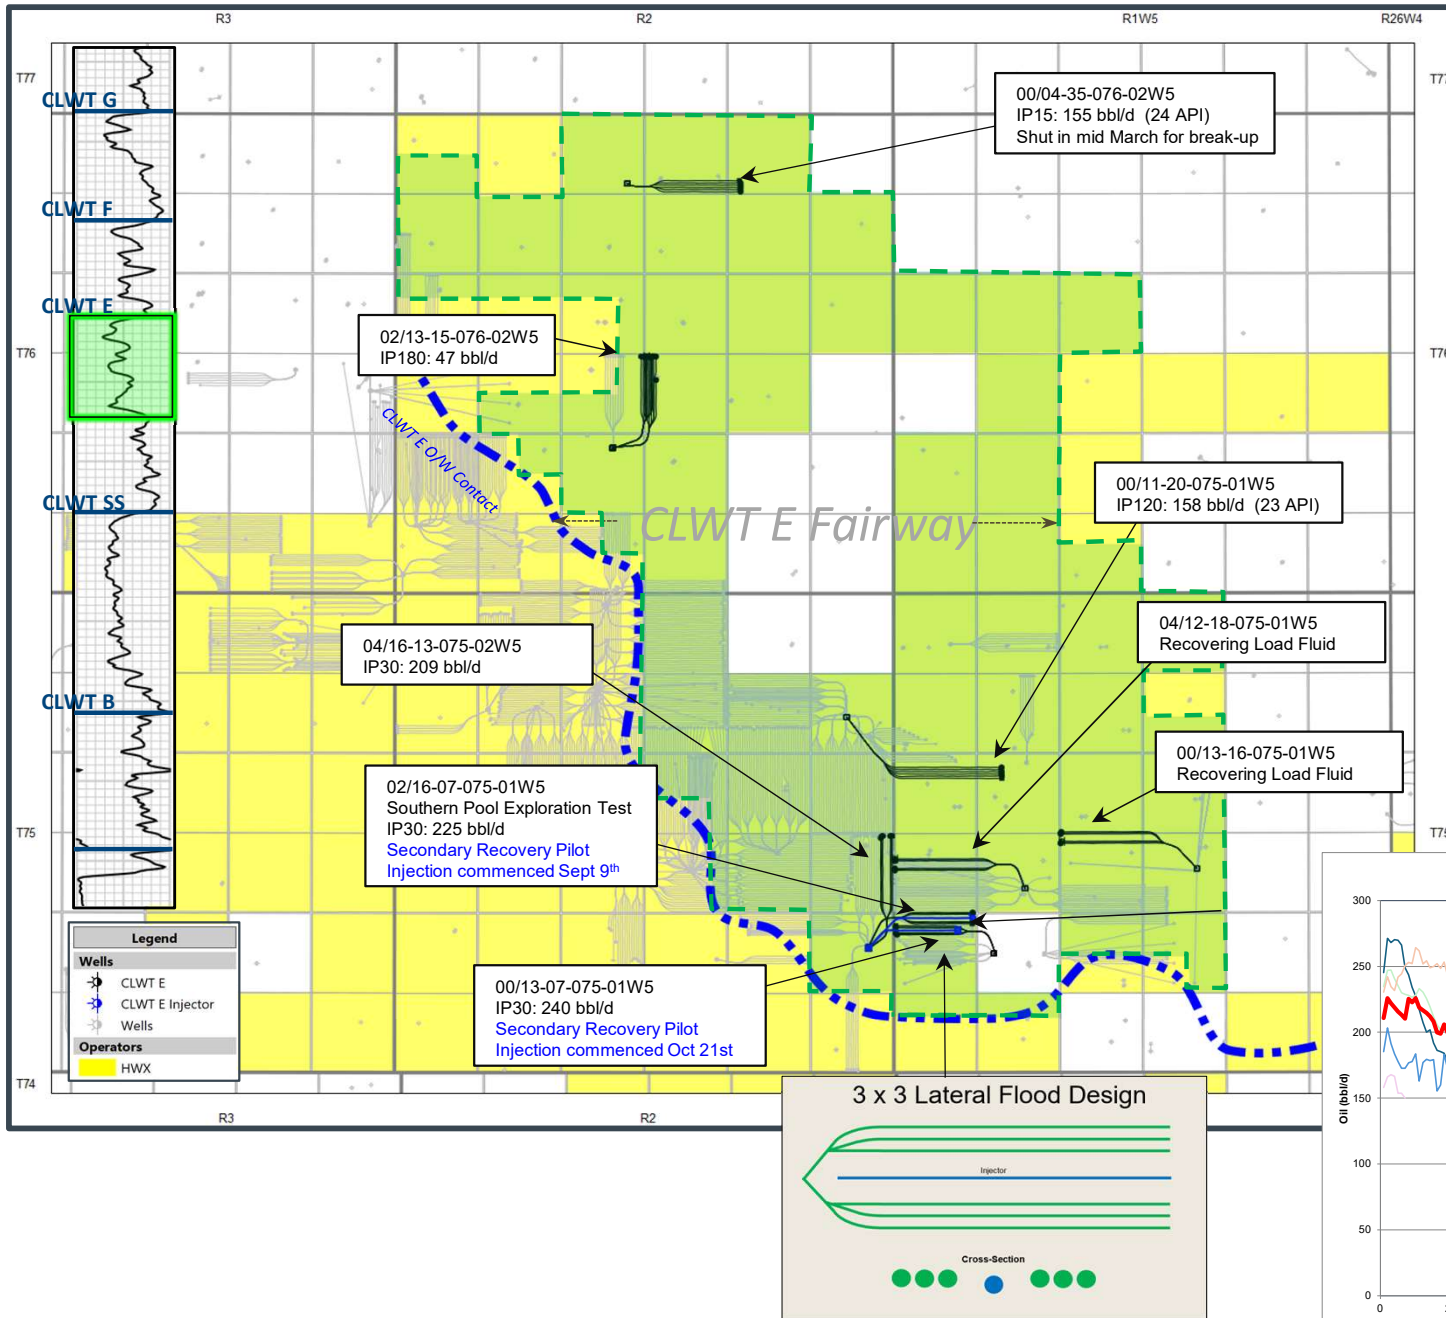 R3
R2
R1W5
R26W4
T77
T77
CLWT G
00/04-35-076-02W5
IP15: 155 bbl/d (24 API)
Shut in mid March for break-up
CLWT F
CLWT E
02/13-15-076-02W5
IP180: 47 bbl/d
T76
T76
CLWT E O/W Contact
CLWT SS
CLWT E Fairway
00/11-20-075-01W5
IP120: 158 bbl/d (23 API)
04/16-13-075-02W5
IP30: 209 bbl/d
04/12-18-075-01W5
Recovering Load Fluid
CLWT B
00/13-16-075-01W5
Recovering Load Fluid
02/16-07-075-01W5
Southern Pool Exploration Test
IP30: 225 bbl/d
Secondary Recovery Pilot
Injection commenced Sept 9th
T75
T75
Legend
Wells
CLWT E
CLWT E Injector
Wells
Operators
HWX
00/13-07-075-01W5
IP30: 240 bbl/d
Secondary Recovery Pilot
Injection commenced Oct 21st
T74
R3
R2
3 x 3 Lateral Flood Design
Injector
Cross-Section
300
250
200
150
100
50
0
Oil (bbl/d)
0